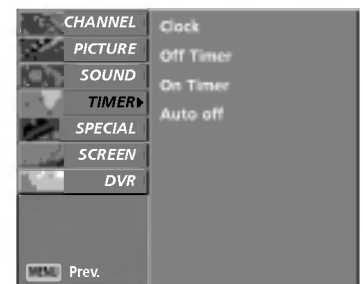 CHANNEL
PICTURE
SOUND
TIMER
SPECIAL
SCREEN
DVR
Clock
Off Timer
On Timer
Auto off
MENU Prev.